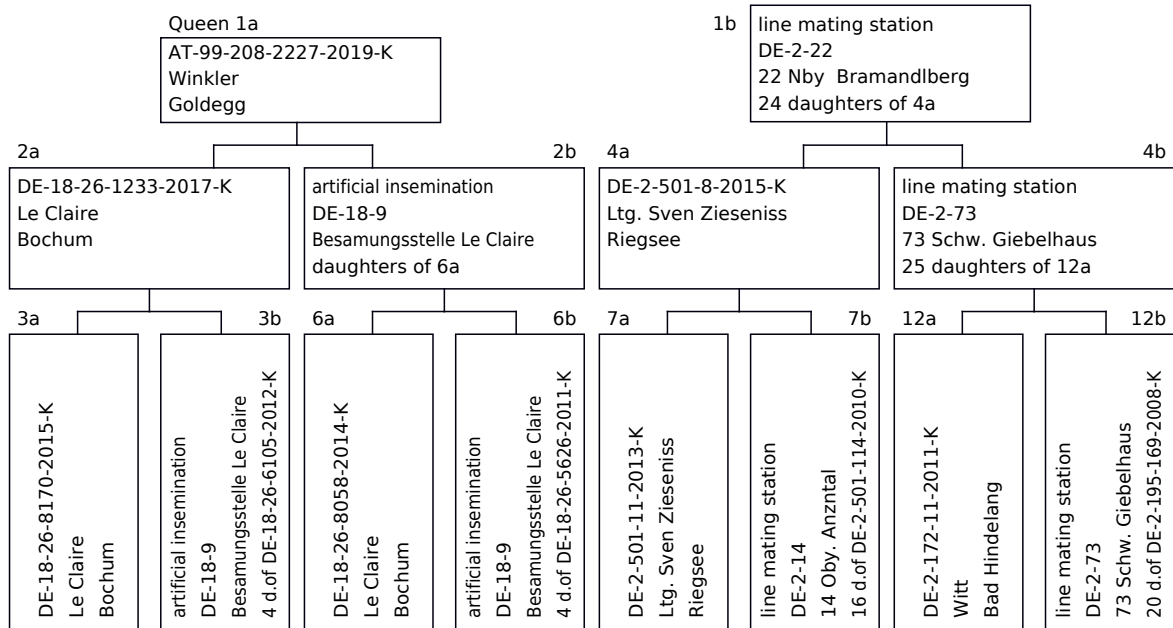 Queen 1a
AT-99-208-2227-2019-K
Winkler
Goldegg
1b
line mating station
DE-2-22
22 Nby Bramandlberg
24 daughters of 4a
2a
DE-18-26-1233-2017-K
Le Claire
Bochum
2b
artificial insemination
DE-18-9
Besamungsstelle Le Claire
daughters of 6a
4a
DE-2-501-8-2015-K
Ltg. Sven Zieseniss
Riegsee
4b
line mating station
DE-2-73
73 Schw. Giebelhaus
25 daughters of 12a
3a
DE-18-26-8170-2015-K
Le Claire
Bochum
3b
artificial insemination
DE-18-9
Besamungsstelle Le Claire
4 d.of DE-18-26-6105-2012-K
6a
DE-18-26-8058-2014-K
Le Claire
Bochum
6b
artificial insemination
DE-18-9
Besamungsstelle Le Claire
4 d.of DE-18-26-5626-2011-K
7a
DE-2-501-11-2013-K
Ltg. Sven Zieseniss
Riegsee
7b
line mating station
DE-2-14
14 Oby. Anzntal
16 d.of DE-2-501-114-2010-K
12a
DE-2-172-11-2011-K
Witt
Bad Hindelang
12b
line mating station
DE-2-73
73 Schw. Giebelhaus
20 d.of DE-2-195-169-2008-K